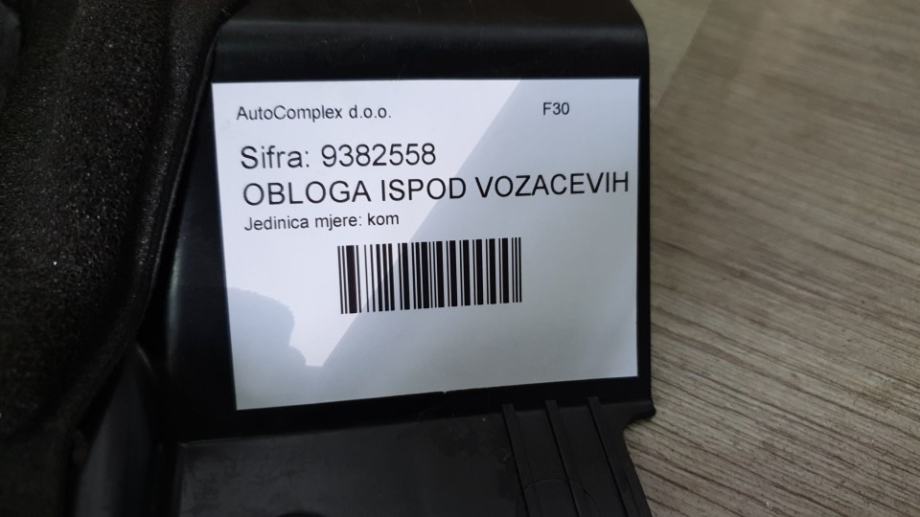 AutoComplex d.o.o. F30
Sifra: 9382558
OBLOGA ISPOD VOZACEVIH
Jedinica mjere: kom